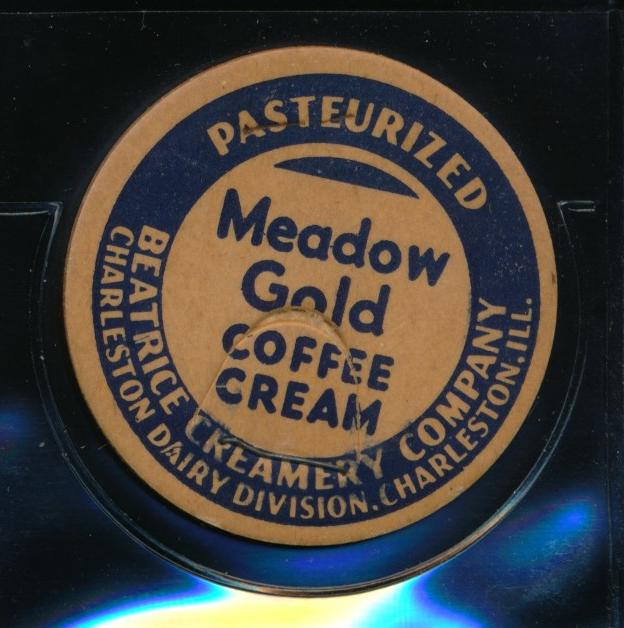 PASTEURIZED
Meadow
Gold
COFFEE
CREAM
BEATRICE CREAMERY COMPANY
CHARLESTON DAIRY DIVISION. CHARLESTON. ILL.